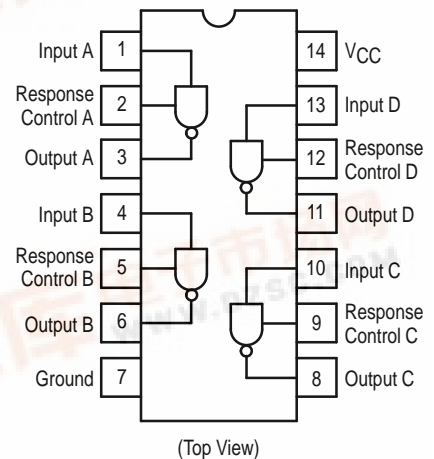 Input A 1
Response
Control A 2
Output A 3
Input B 4
Response
Control B 5
Output B 6
Ground 7
14 VCC
13 Input D
12 Response
Control D
11 Output D
10 Input C
9 Response
Control C
8 Output C
(Top View)